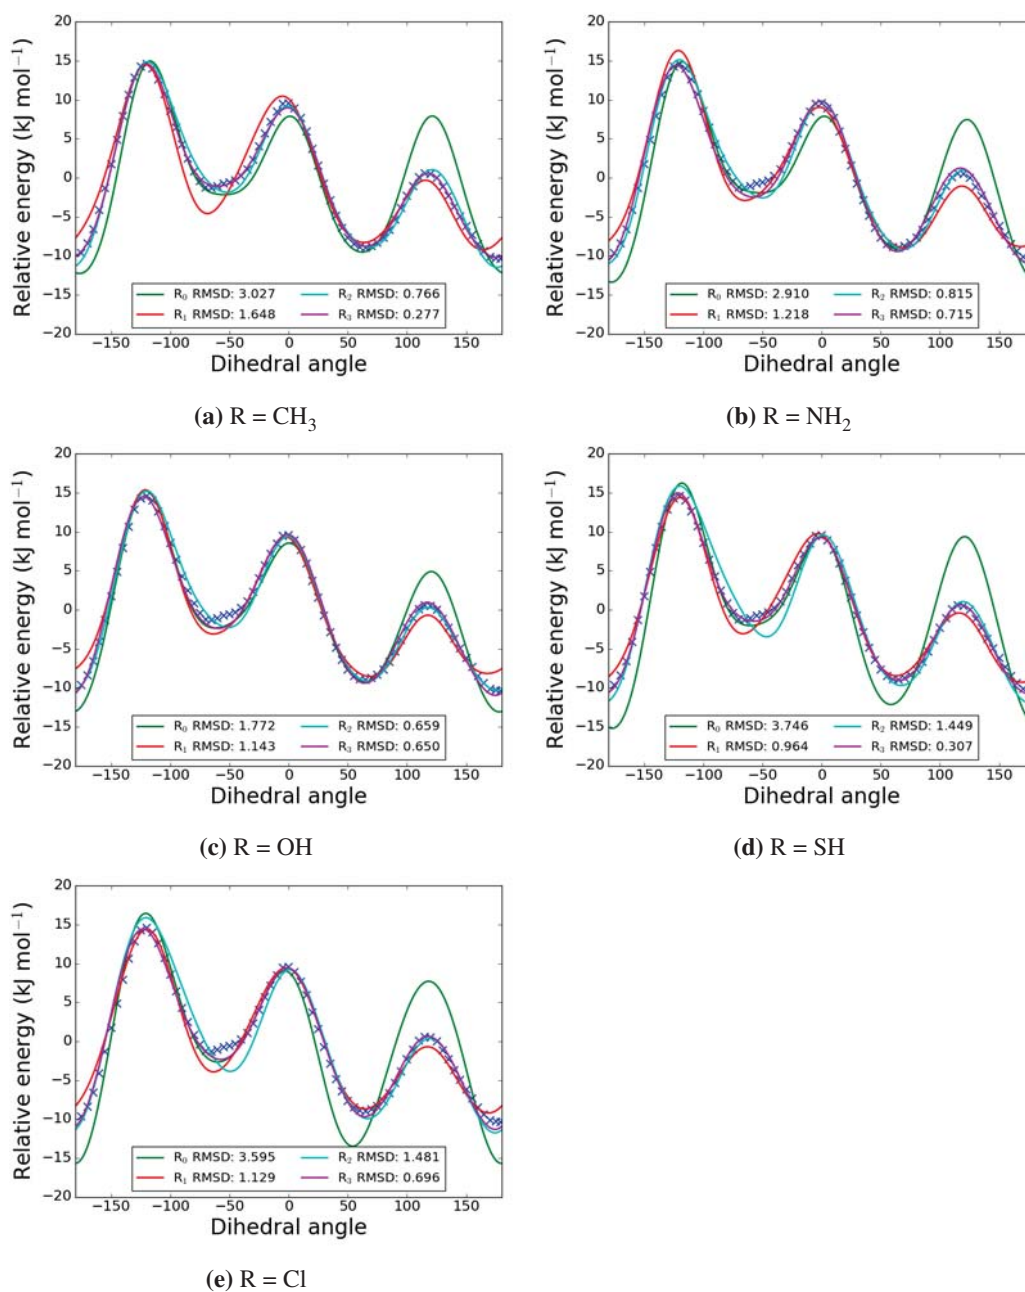 20
15
10
5
0
−5
−10
−15
−20
Relative energy (kJ mol⁻¹)
R₀ RMSD: 3.027
R₁ RMSD: 1.648
R₂ RMSD: 0.766
R₃ RMSD: 0.277
−150 −100 −50 0 50 100 150
Dihedral angle
(a) R = CH₃
20
15
10
5
0
−5
−10
−15
−20
Relative energy (kJ mol⁻¹)
R₀ RMSD: 2.910
R₁ RMSD: 1.218
R₂ RMSD: 0.815
R₃ RMSD: 0.715
−150 −100 −50 0 50 100 150
Dihedral angle
(b) R = NH₂
20
15
10
5
0
−5
−10
−15
−20
Relative energy (kJ mol⁻¹)
R₀ RMSD: 1.772
R₁ RMSD: 1.143
R₂ RMSD: 0.659
R₃ RMSD: 0.650
−150 −100 −50 0 50 100 150
Dihedral angle
(c) R = OH
20
15
10
5
0
−5
−10
−15
−20
Relative energy (kJ mol⁻¹)
R₀ RMSD: 3.746
R₁ RMSD: 0.964
R₂ RMSD: 1.449
R₃ RMSD: 0.307
−150 −100 −50 0 50 100 150
Dihedral angle
(d) R = SH
20
15
10
5
0
−5
−10
−15
−20
Relative energy (kJ mol⁻¹)
R₀ RMSD: 3.595
R₁ RMSD: 1.129
R₂ RMSD: 1.481
R₃ RMSD: 0.696
−150 −100 −50 0 50 100 150
Dihedral angle
(e) R = Cl